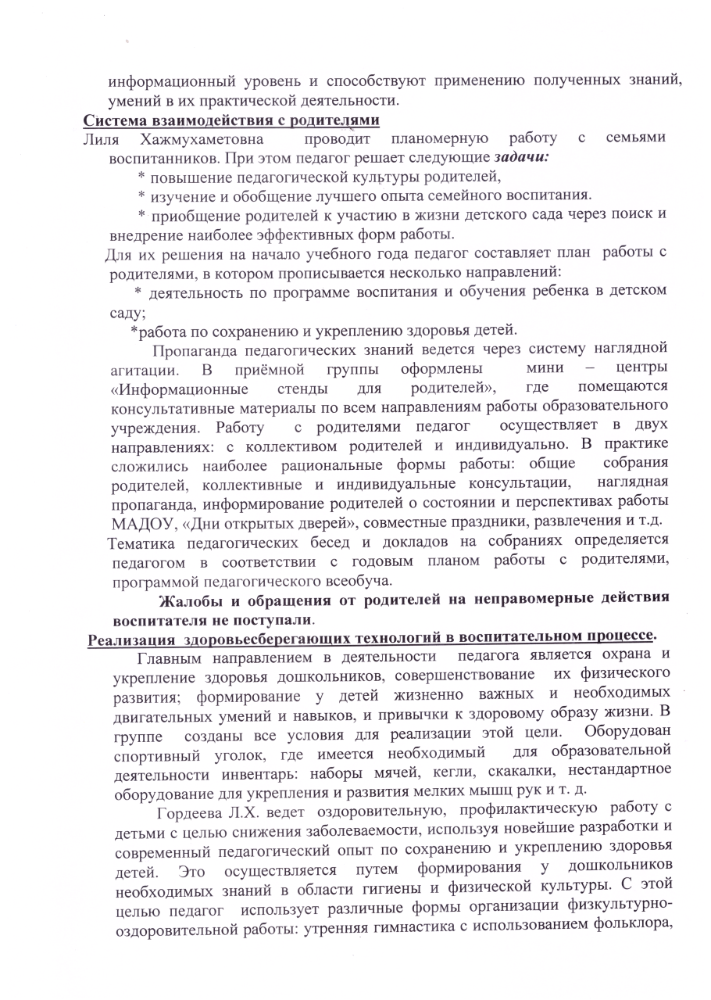 информационный уровень и способствуют применению полученных знаний,
умений в их практической деятельности.
Система взаимодействия с родителями
Лиля Хажмухаметовна проводит планомерную работу с семьями
воспитанников. При этом педагог решает следующие задачи:
* повышение педагогической культуры родителей,
* изучение и обобщение лучшего опыта семейного воспитания.
* приобщение родителей к участию в жизни детского сада через поиск и
внедрение наиболее эффективных форм работы.
Для их решения на начало учебного года педагог составляет план работы с
родителями, в котором прописывается несколько направлений:
* деятельность по программе воспитания и обучения ребенка в детском
саду;
*работа по сохранению и укреплению здоровья детей.
Пропаганда педагогических знаний ведется через систему наглядной
агитации. В приёмной группы оформлены мини – центры
«Информационные стенды для родителей», где помещаются
консультативные материалы по всем направлениям работы образовательного
учреждения. Работу с родителями педагог осуществляет в двух
направлениях: с коллективом родителей и индивидуально. В практике
сложились наиболее рациональные формы работы: общие собрания
родителей, коллективные и индивидуальные консультации, наглядная
пропаганда, информирование родителей о состоянии и перспективах работы
МАДОУ, «Дни открытых дверей», совместные праздники, развлечения и т.д.
Тематика педагогических бесед и докладов на собраниях определяется
педагогом в соответствии с годовым планом работы с родителями,
программой педагогического всеобуча.
Жалобы и обращения от родителей на неправомерные действия
воспитателя не поступали.
Реализация здоровьесберегающих технологий в воспитательном процессе.
Главным направлением в деятельности педагога является охрана и
укрепление здоровья дошкольников, совершенствование их физического
развития; формирование у детей жизненно важных и необходимых
двигательных умений и навыков, и привычки к здоровому образу жизни. В
группе созданы все условия для реализации этой цели. Оборудован
спортивный уголок, где имеется необходимый для образовательной
деятельности инвентарь: наборы мячей, кегли, скакалки, нестандартное
оборудование для укрепления и развития мелких мышц рук и т. д.
Гордеева Л.Х. ведет оздоровительную, профилактическую работу с
детьми с целью снижения заболеваемости, используя новейшие разработки и
современный педагогический опыт по сохранению и укреплению здоровья
детей. Это осуществляется путем формирования у дошкольников
необходимых знаний в области гигиены и физической культуры. С этой
целью педагог использует различные формы организации физкультурно-
оздоровительной работы: утренняя гимнастика с использованием фольклора,